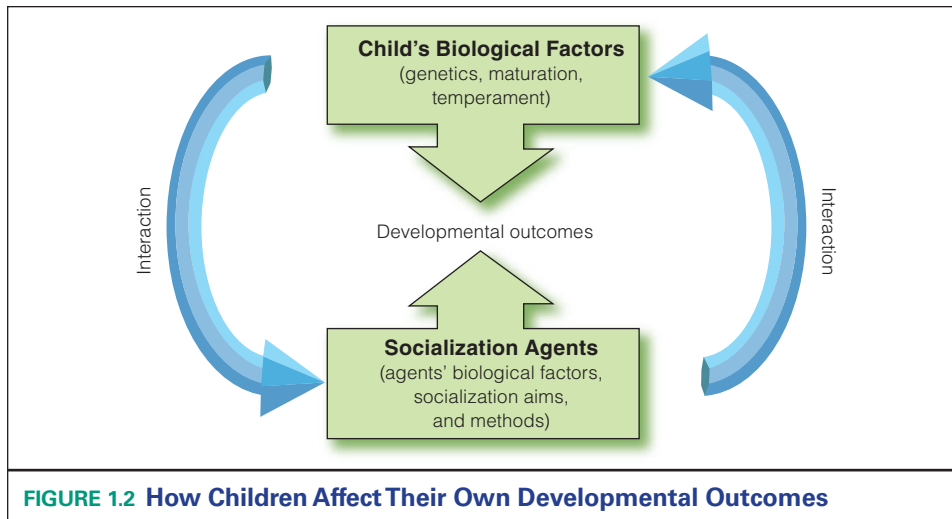 Child's Biological Factors
(genetics, maturation,
temperament)
Interaction
Developmental outcomes
Interaction
Socialization Agents
(agents' biological factors,
socialization aims,
and methods)
FIGURE 1.2 How Children Affect Their Own Developmental Outcomes